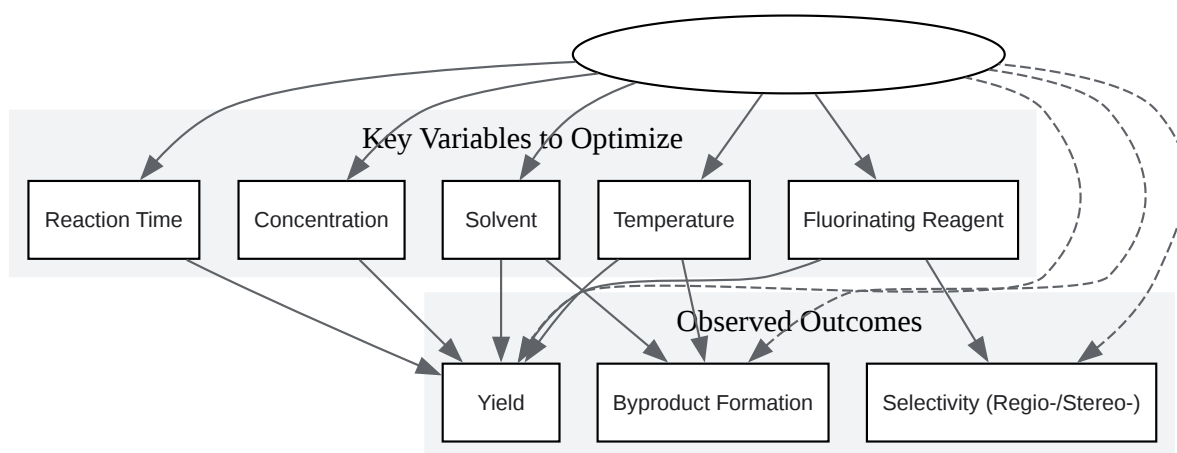 Key Variables to Optimize
Reaction Time
Concentration
Solvent
Temperature
Fluorinating Reagent
Observed Outcomes
Yield
Byproduct Formation
Selectivity (Regio-/Stereo-)